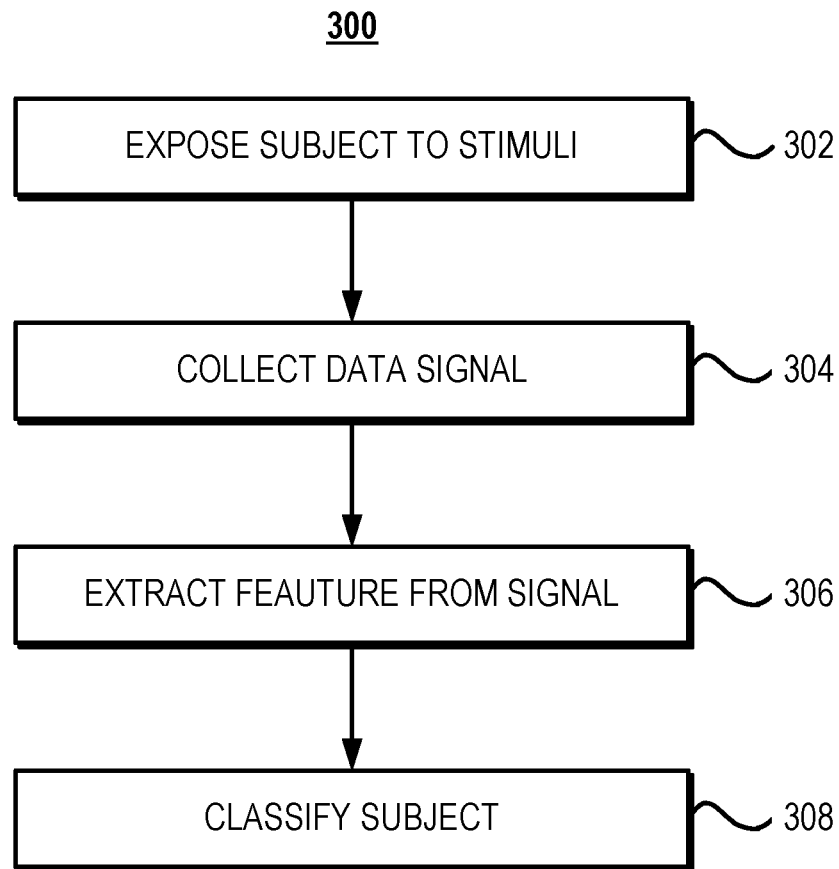 300
EXPOSE SUBJECT TO STIMULI
302
COLLECT DATA SIGNAL
304
EXTRACT FEAUTURE FROM SIGNAL
306
CLASSIFY SUBJECT
308